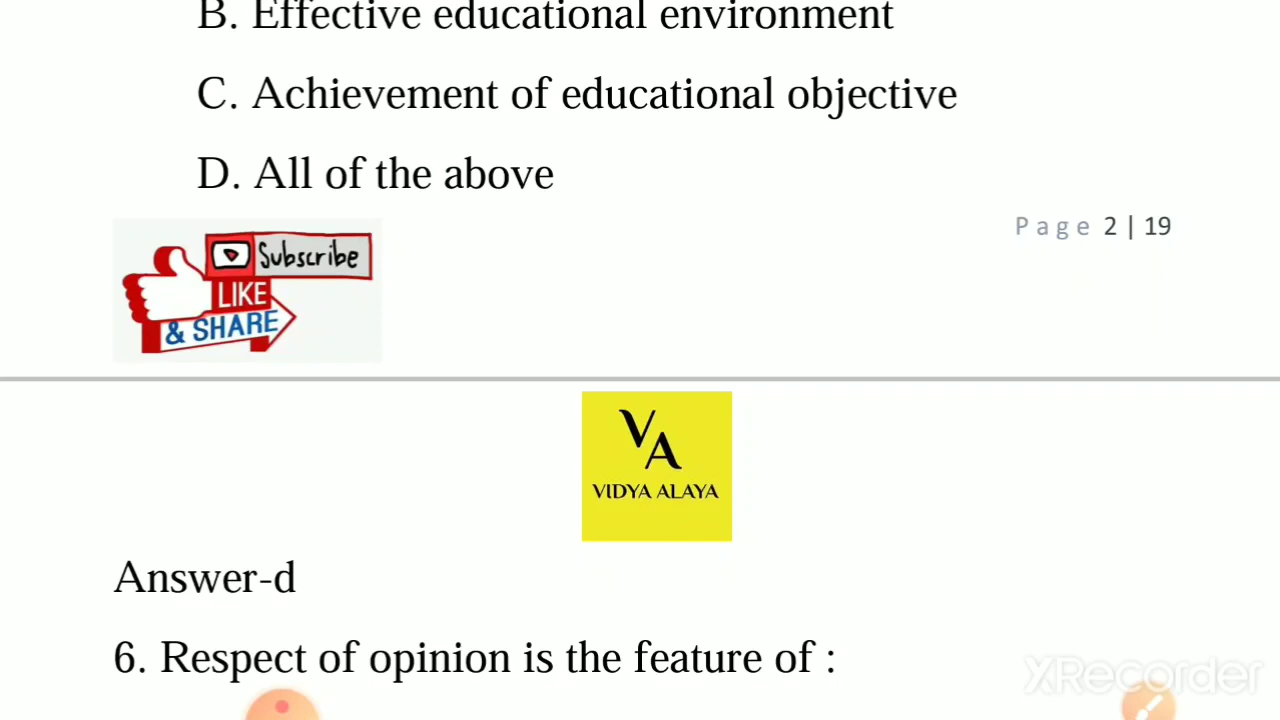 B. Effective educational environment
C. Achievement of educational objective
D. All of the above
Page 2 | 19
Subscribe
LIKE
& SHARE
VA
VIDYA ALAYA
Answer-d
6. Respect of opinion is the feature of :
XRecorder